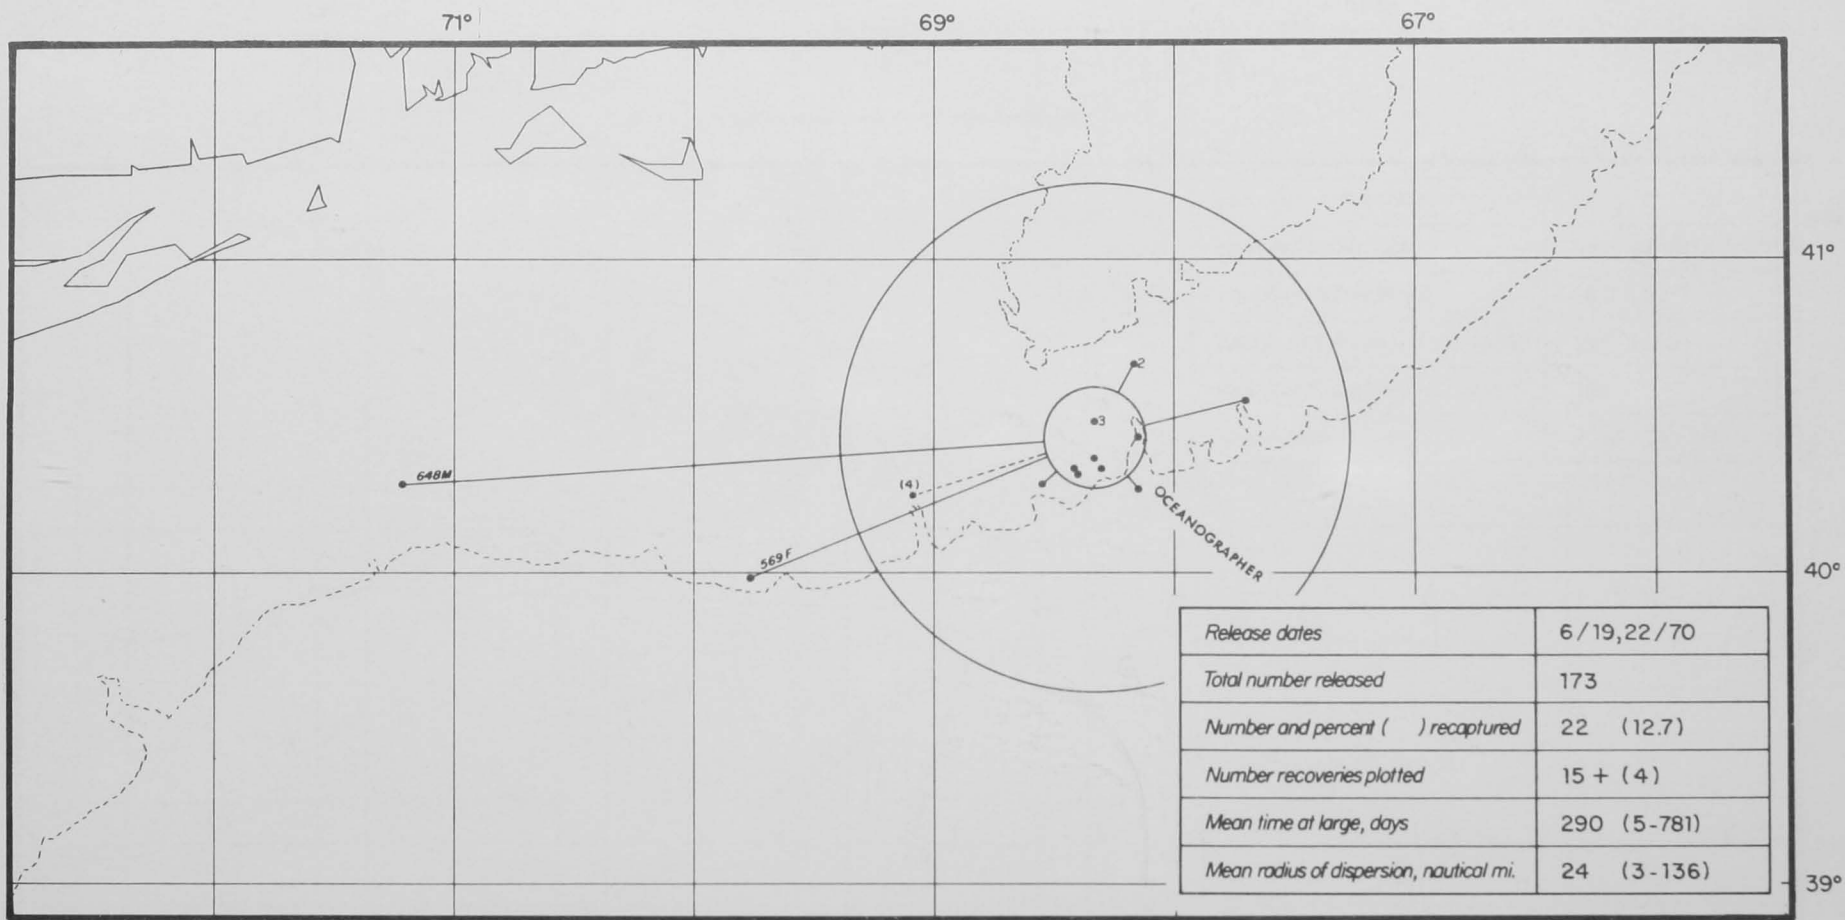 71° 69° 67°
2
3
41°
648M
(4)
OCEANOGRAPHER
569F
40°
Release dates 6/19,22/70
Total number released 173
Number and percent ( ) recaptured 22 (12.7)
Number recoveries plotted 15 + (4)
Mean time at large, days 290 (5-781)
Mean radius of dispersion, nautical mi. 24 (3-136)
39°